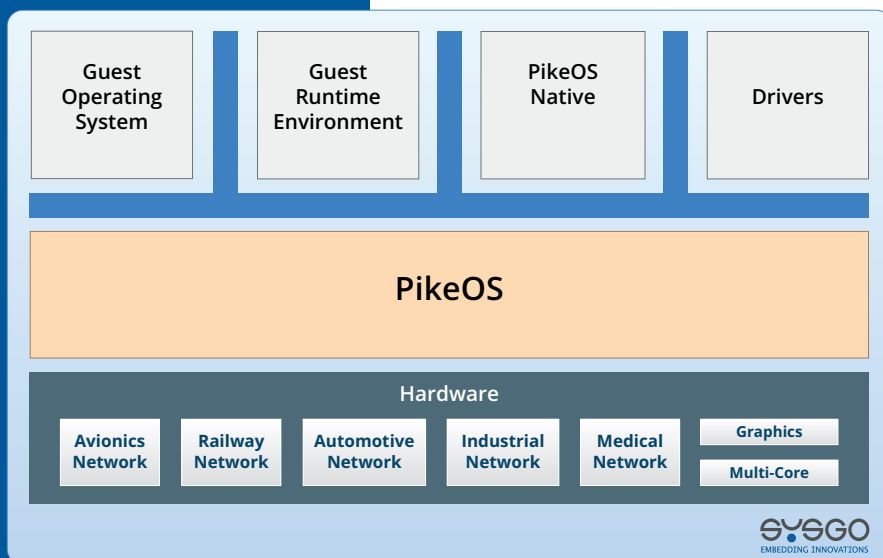 Guest
Operating
System
Guest
Runtime
Environment
PikeOS
Native
Drivers
PikeOS
Hardware
Avionics
Network
Railway
Network
Automotive
Network
Industrial
Network
Medical
Network
Graphics
Multi-Core
SYSGO
EMBEDDING INNOVATIONS